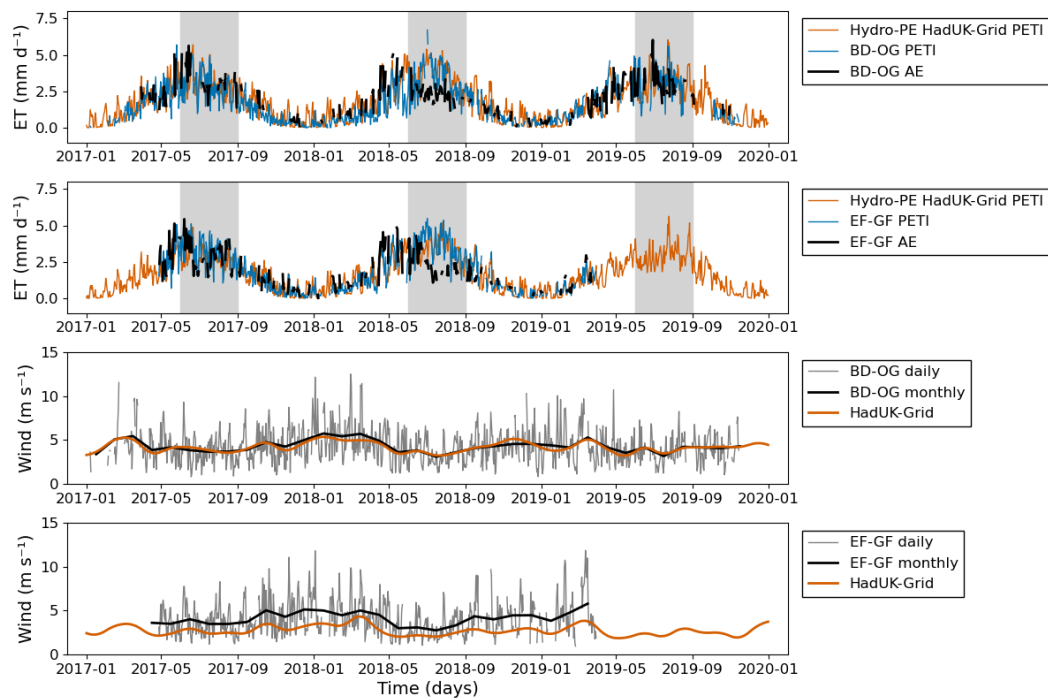 7.5
5.0
2.5
0.0
ET (mm d⁻¹)
2017-01 2017-05 2017-09 2018-01 2018-05 2018-09 2019-01 2019-05 2019-09 2020-01
Hydro-PE HadUK-Grid PETI
BD-OG PETI
BD-OG AE
7.5
5.0
2.5
0.0
ET (mm d⁻¹)
2017-01 2017-05 2017-09 2018-01 2018-05 2018-09 2019-01 2019-05 2019-09 2020-01
Hydro-PE HadUK-Grid PETI
EF-GF PETI
EF-GF AE
15
10
5
0
Wind (m s⁻¹)
2017-01 2017-05 2017-09 2018-01 2018-05 2018-09 2019-01 2019-05 2019-09 2020-01
BD-OG daily
BD-OG monthly
HadUK-Grid
15
10
5
0
Wind (m s⁻¹)
2017-01 2017-05 2017-09 2018-01 2018-05 2018-09 2019-01 2019-05 2019-09 2020-01
Time (days)
EF-GF daily
EF-GF monthly
HadUK-Grid